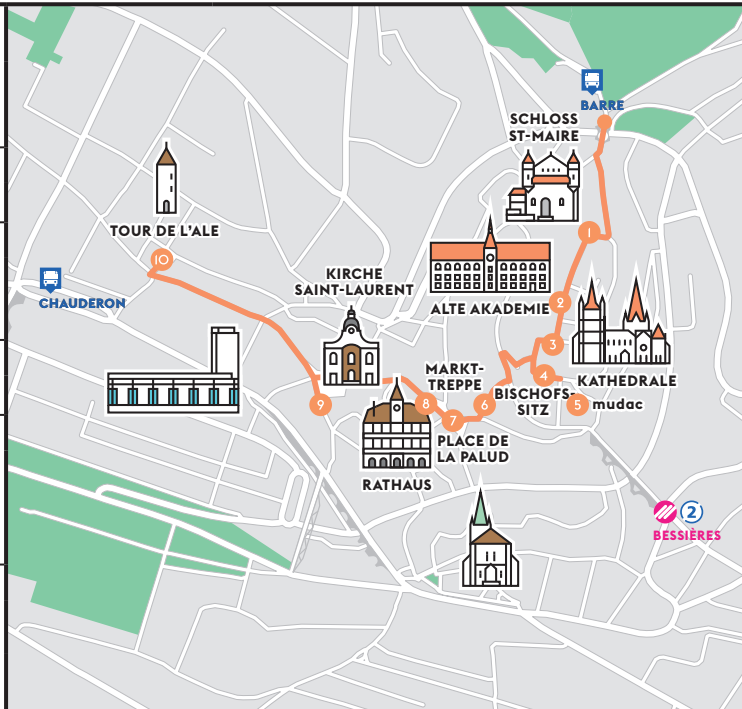 BARRE
SCHLOSS
ST-MAIRE
1
TOUR DE L'ALE
10
CHAUDERON
KIRCHE
SAINT-LAURENT
ALTE AKADEMIE
2
3
KATHEDRALE
MARKT-
TREPPE
4
BISCHOFS-
SITZ
5
mudac
6
7
8
9
PLACE DE
LA PALUD
RATHAUS
2
BESSIÈRES